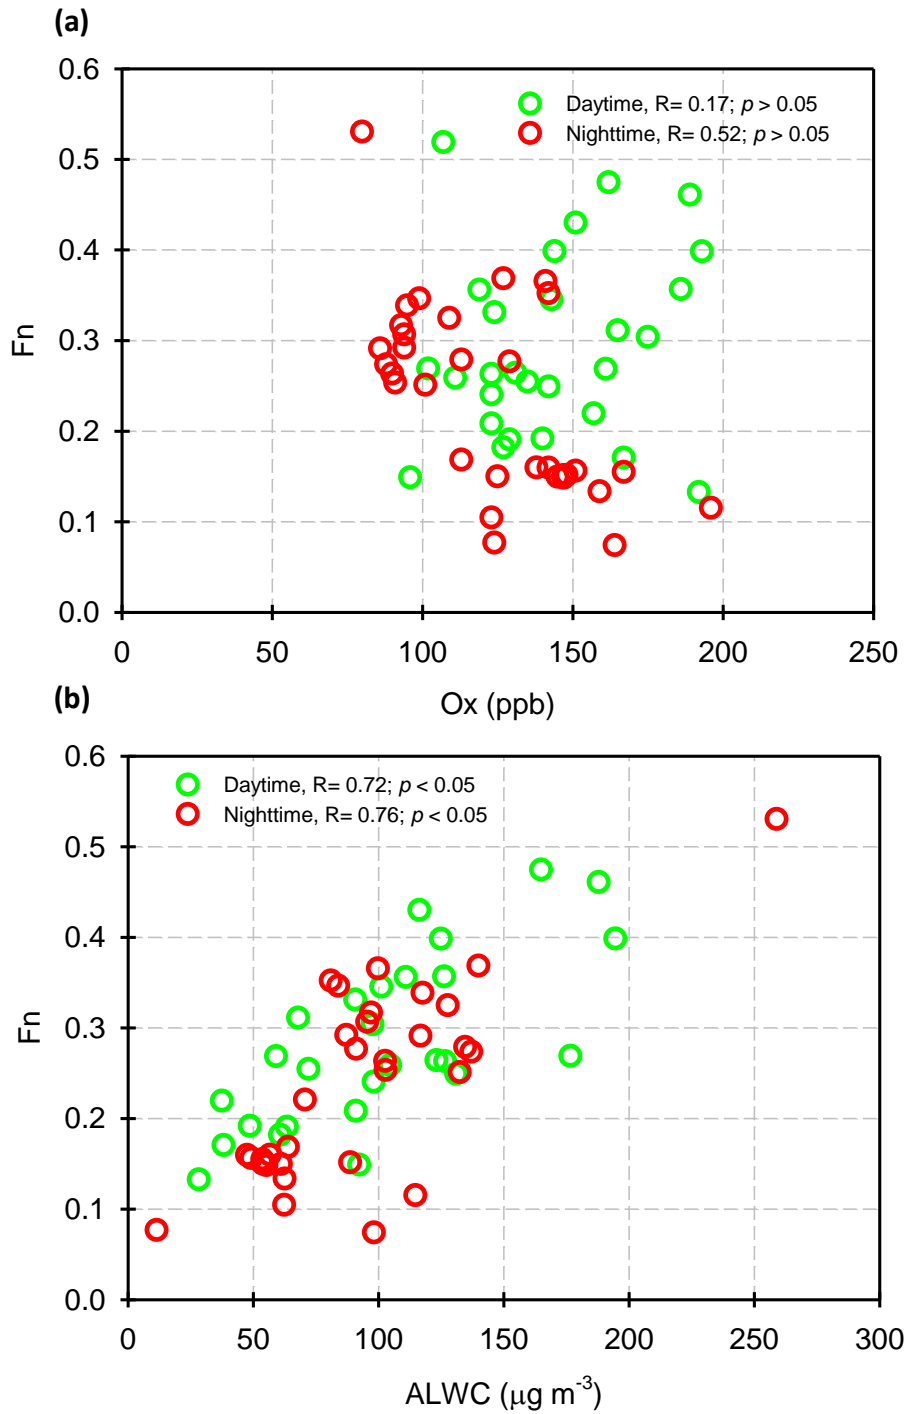 (a)
0.6
Daytime, R= 0.17; p > 0.05
Nighttime, R= 0.52; p > 0.05
0.5
0.4
Fn
0.3
0.2
0.1
0.0
0 50 100 150 200 250
Ox (ppb)
(b)
0.6
Daytime, R= 0.72; p < 0.05
Nighttime, R= 0.76; p < 0.05
0.5
0.4
Fn
0.3
0.2
0.1
0.0
0 50 100 150 200 250 300
ALWC (μg m⁻³)